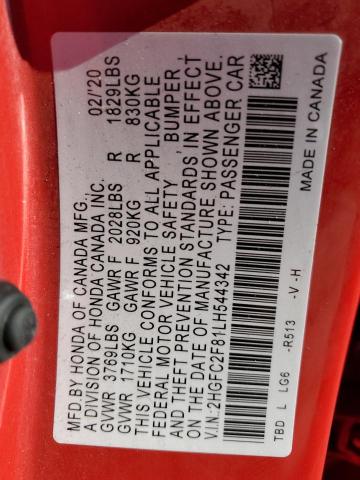 MFD.BY HONDA OF CANADA MFG.
A DIVISION OF HONDA CANADA INC. 02/'20
GVWR 3769LBS GAWR F 2028LBS R 1829LBS
GVWR 1710KG GAWR F 920KG R 830KG
THIS VEHICLE CONFORMS TO ALL APPLICABLE
FEDERAL MOTOR VEHICLE SAFETY, BUMPER,
AND THEFT PREVENTION STANDARDS IN EFFECT
ON THE DATE OF MANUFACTURE SHOWN ABOVE.
V.I.N:2HGFC2F81LH544342 TYPE:PASSENGER CAR
TBD L LG6 -R513 -V -H
MADE IN CANADA